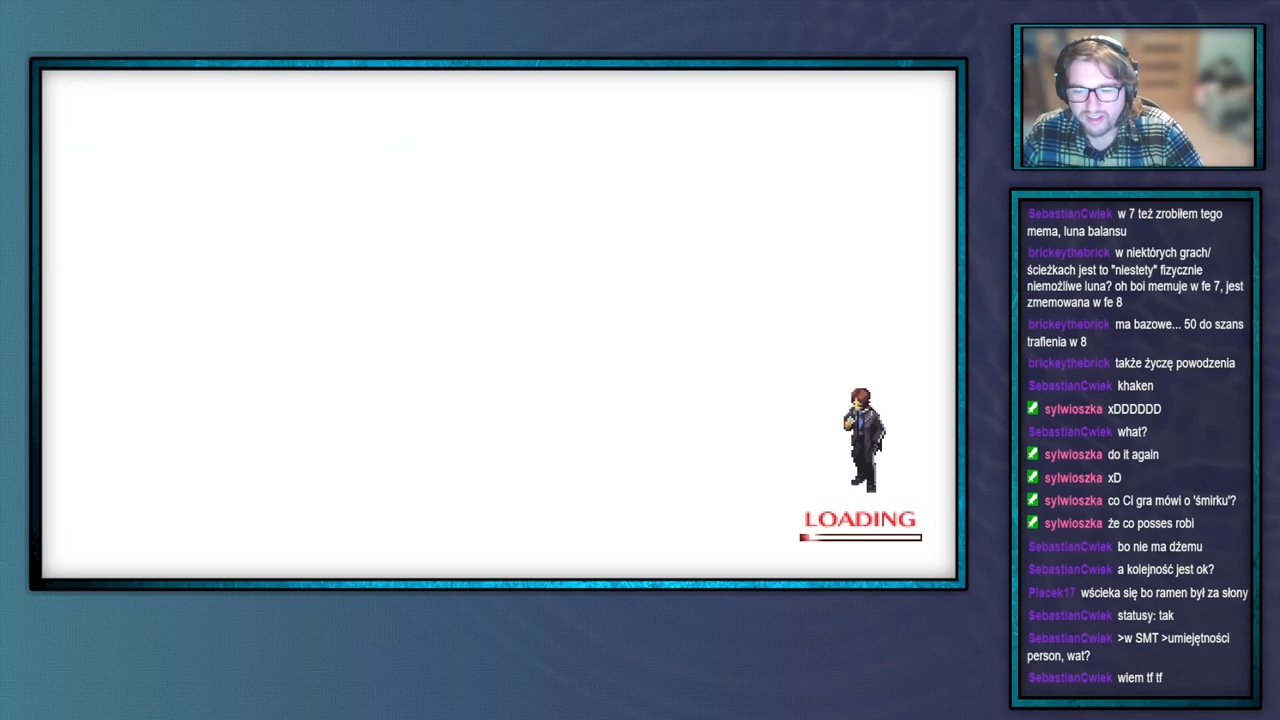 SebastianCwiek w 7 też zrobiłem tego
mema, luna balansu
brickeythebrick w niektórych grach/
ścieżkach jest to "niestety" fizycznie
niemożliwe luna? oh boi memuje w fe 7, jest
zmemowana w fe 8
brickeythebrick ma bazowe... 50 do szans
trafienia w 8
brickeythebrick także życzę powodzenia
SebastianCwiek khaken
sylwioszka xDDDDDD
SebastianCwiek what?
sylwioszka do it again
sylwioszka xD
sylwioszka co Ci gra mówi o 'śmirku'?
sylwioszka że co posses robi
SebastianCwiek bo nie ma dżemu
SebastianCwiek a kolejność jest ok?
Placek17 wścieka się bo ramen był za słony
SebastianCwiek statusy: tak
SebastianCwiek >w SMT >umiejętności
person, wat?
SebastianCwiek wiem tf tf
LOADING